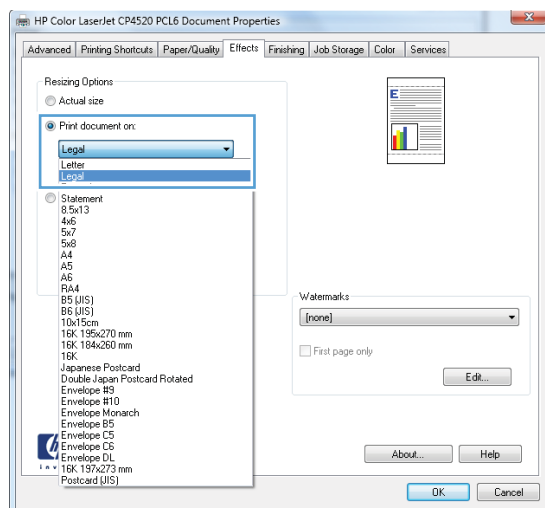 HP Color LaserJet CP4520 PCL6 Document Properties
Advanced Printing Shortcuts Paper/Quality Effects Finishing Job Storage Color Services
Resizing Options
Actual size
Print document on:
Legal
Letter
Legal
Statement
8.5x13
4x6
5x7
5x8
A4
A5
A6
RA4
B5 (JIS)
B6 (JIS)
10x15cm
16K 195x270 mm
16K 184x260 mm
16K
Japanese Postcard
Double Japan Postcard Rotated
Envelope #9
Envelope #10
Envelope Monarch
Envelope B5
Envelope C5
Envelope C6
Envelope DL
16K 197x273 mm
Postcard (JIS)
E
Watermarks
[none]
First page only
Edit...
i n v
About... Help
OK Cancel